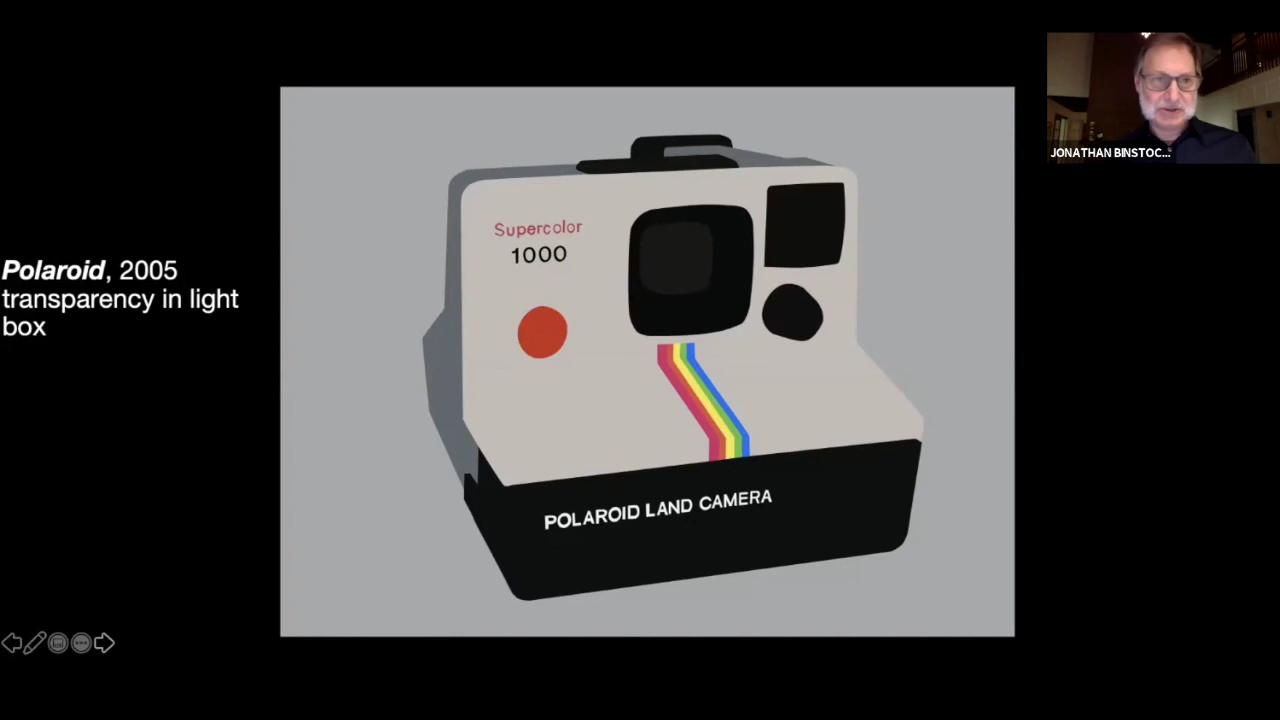 JONATHAN BINSTOC...
Supercolor
1000
Polaroid, 2005
transparency in light
box
POLAROID LAND CAMERA